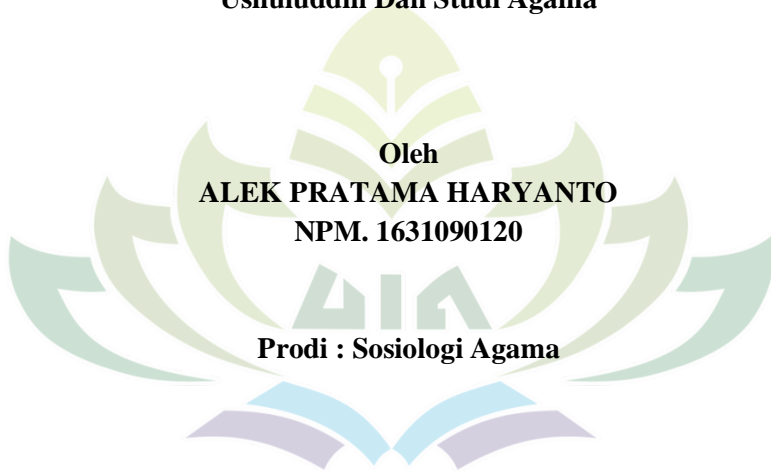 Ushuluddin Dan Studi Agama
Oleh
ALEK PRATAMA HARYANTO
NPM. 1631090120
Prodi : Sosiologi Agama